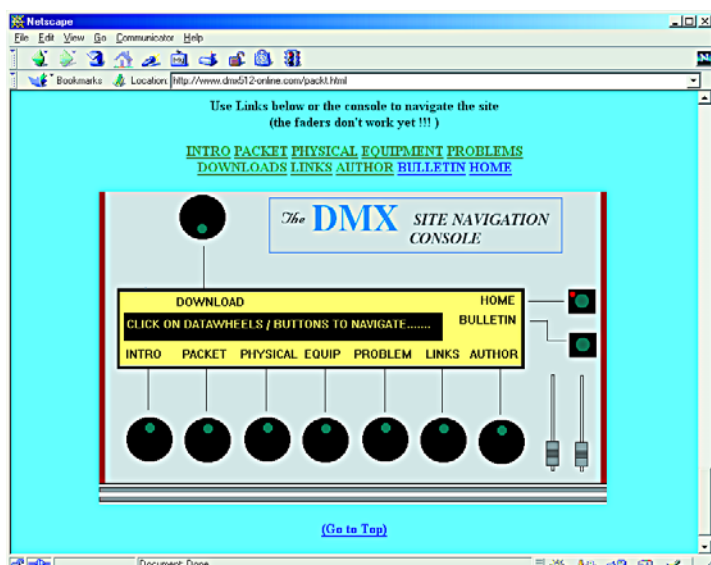 Netscape
File Edit View Go Communicator Help
Bookmarks Location: http://www.dmx512-online.com/packt.html
Use Links below or the console to navigate the site
(the faders don't work yet !!! )
INTRO PACKET PHYSICAL EQUIPMENT PROBLEMS
DOWNLOADS LINKS AUTHOR BULLETIN HOME
The DMX SITE NAVIGATION
CONSOLE
DOWNLOAD HOME
CLICK ON DATAWHEELS / BUTTONS TO NAVIGATE....... BULLETIN
INTRO PACKET PHYSICAL EQUIP PROBLEM LINKS AUTHOR
(Go to Top)
Document: Done